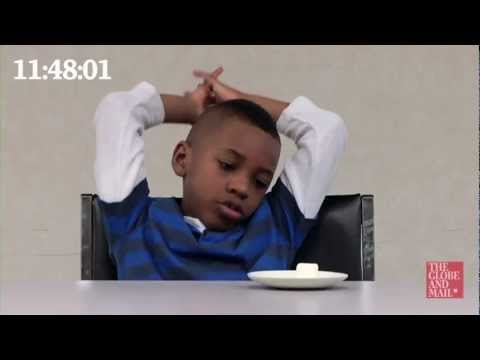 11:48:01
THE
GLOBE
AND
MAIL*